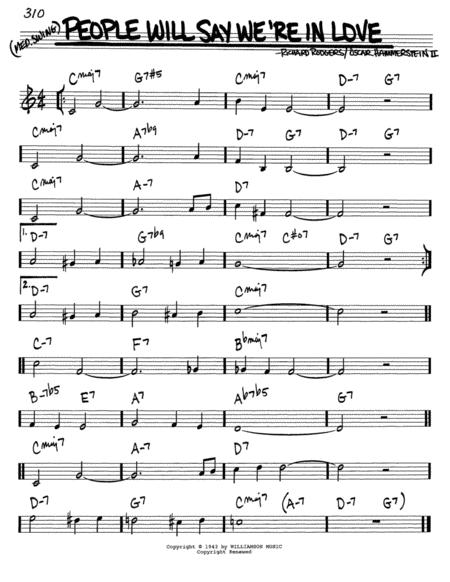 310
(MED. SWING) PEOPLE WILL SAY WE'RE IN LOVE
-RICHARD RODGERS/OSCAR HAMMERSTEIN II
Cmaj7 G7#5 Cmaj7 D-7 G7
Cmaj7 A7b9 D-7 G7 D-7 G7
Cmaj7 A-7 D7
1. D-7 G7b9 Cmaj7 C#o7 D-7 G7
2. D-7 G7 Cmaj7
C-7 F7 Bbmaj7
B-7b5 E7 A7 Ab7b5 G7
Cmaj7 A-7 D7
D-7 G7 Cmaj7 (A-7 D-7 G7)
Copyright © 1943 by WILLIAMSON MUSIC
Copyright Renewed